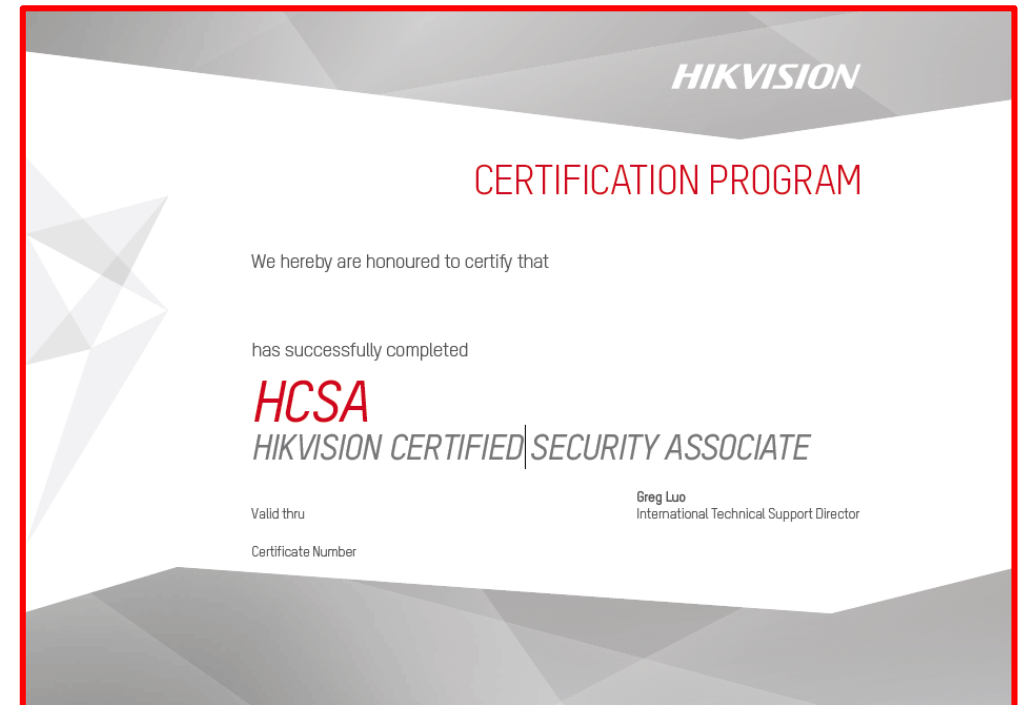 HIKVISION
CERTIFICATION PROGRAM
We hereby are honoured to certify that
has successfully completed
HCSA
HIKVISION CERTIFIED SECURITY ASSOCIATE
Greg Luo
Valid thru
International Technical Support Director
Certificate Number